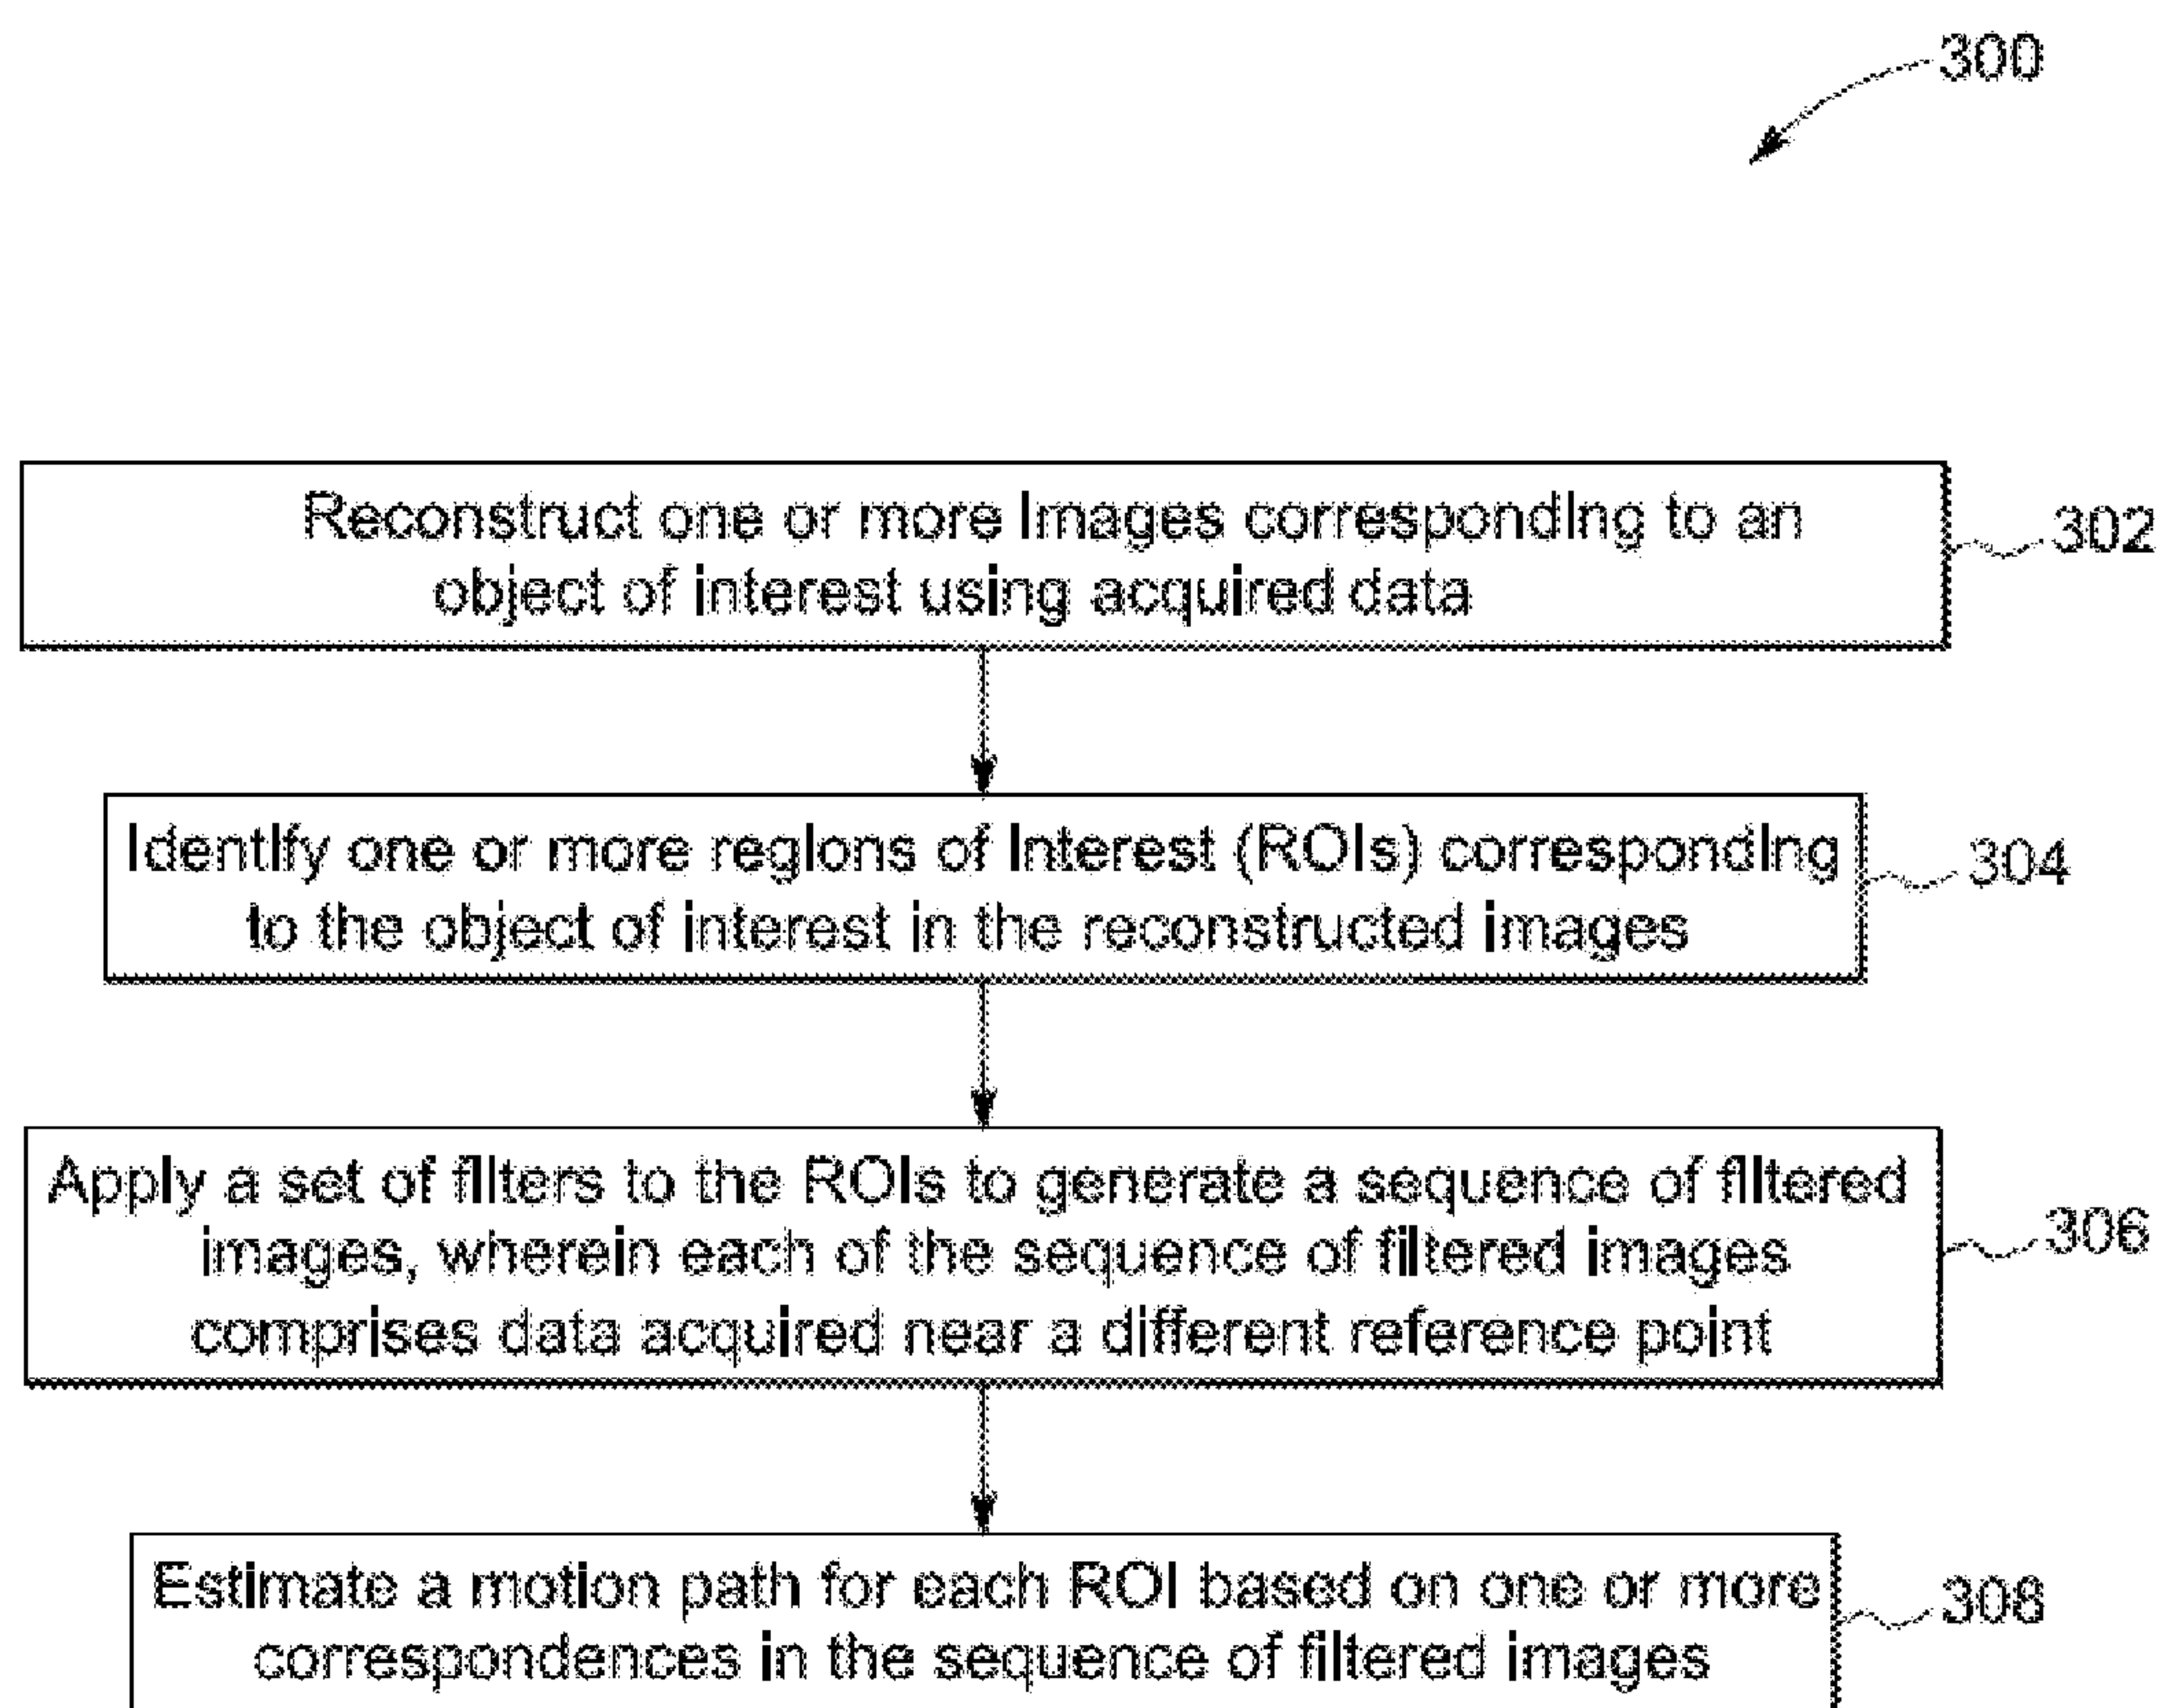 300
Reconstruct one or more images corresponding to an
object of interest using acquired data
302
Identify one or more regions of interest (ROIs) corresponding
to the object of interest in the reconstructed images
304
Apply a set of filters to the ROIs to generate a sequence of filtered
images, wherein each of the sequence of filtered images
comprises data acquired near a different reference point
306
Estimate a motion path for each ROI based on one or more
correspondences in the sequence of filtered images
308